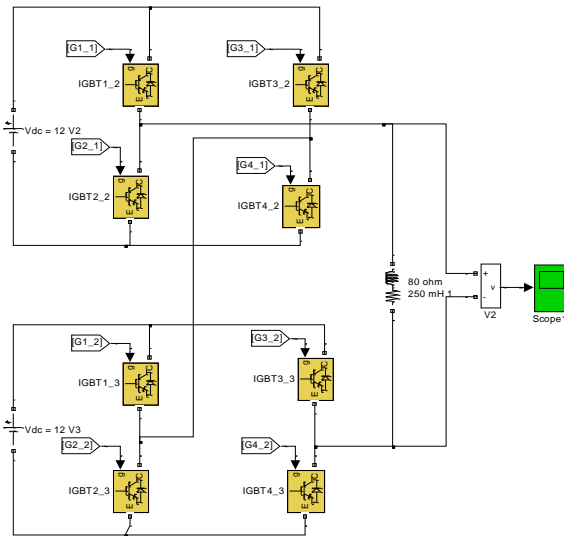 [G1_1]
[G3_1]
g C
E
IGBT1_2
g C
E
IGBT3_2
Vdc = 12 V2
[G2_1]
[G4_1]
g C
E
IGBT2_2
g C
E
IGBT4_2
80 ohm
250 mH 1
+
v
-
V2
Scope1
[G1_2]
[G3_2]
g C
E
IGBT1_3
g C
E
IGBT3_3
Vdc = 12 V3
[G2_2]
[G4_2]
g C
E
IGBT2_3
g C
E
IGBT4_3